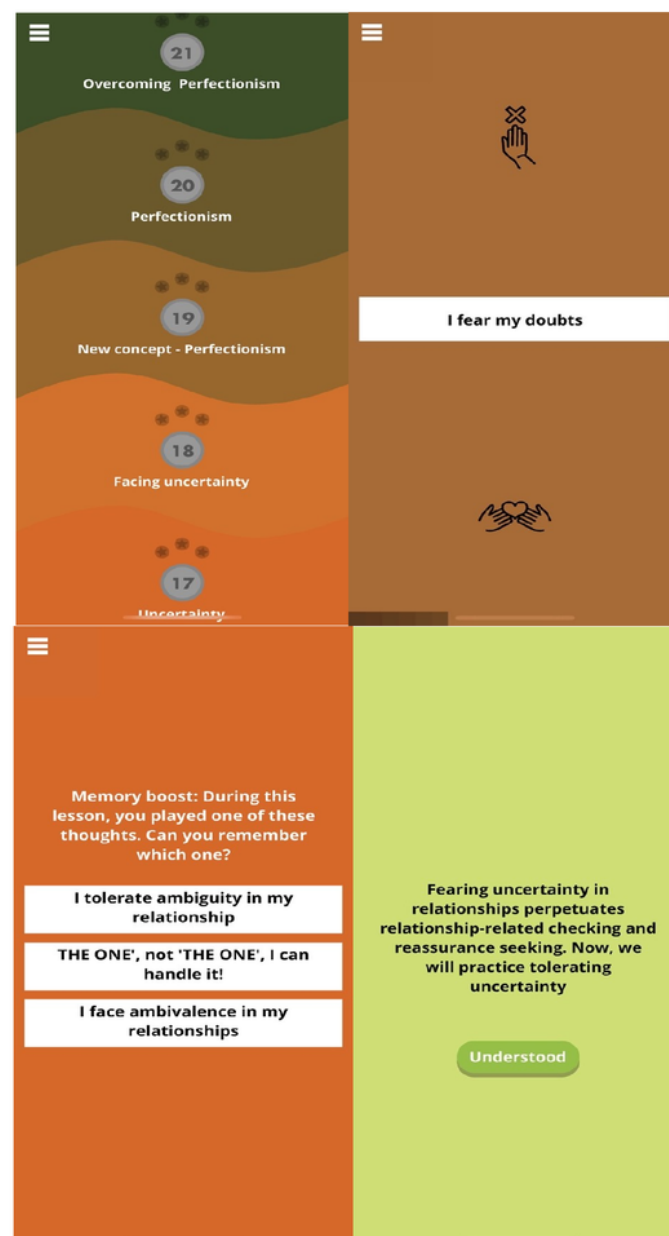 21
Overcoming Perfectionism
20
Perfectionism
19
New concept - Perfectionism
18
Facing uncertainty
17
Uncertainty
I fear my doubts
Memory boost: During this
lesson, you played one of these
thoughts. Can you remember
which one?
I tolerate ambiguity in my
relationship
THE ONE', not 'THE ONE', I can
handle it!
I face ambivalence in my
relationships
Fearing uncertainty in
relationships perpetuates
relationship-related checking and
reassurance seeking. Now, we
will practice tolerating
uncertainty
Understood